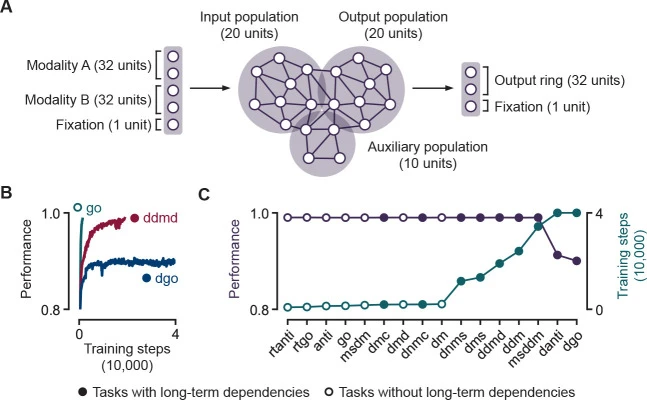 A
Input population
(20 units)
Output population
(20 units)
Modality A (32 units)
Modality B (32 units)
Fixation (1 unit)
Output ring (32 units)
Fixation (1 unit)
Auxiliary population
(10 units)
B
go
ddmd
dgo
1.0
0.8
Performance
0
4
Training steps
(10,000)
C
1.0
0.8
Performance
4
0
Training steps
(10,000)
rtanti
rtgo
anti
go
msdm
dmc
dmd
dnmc
dm
dnms
dms
ddmd
ddm
msddm
danti
dgo
Tasks with long-term dependencies
Tasks without long-term dependencies